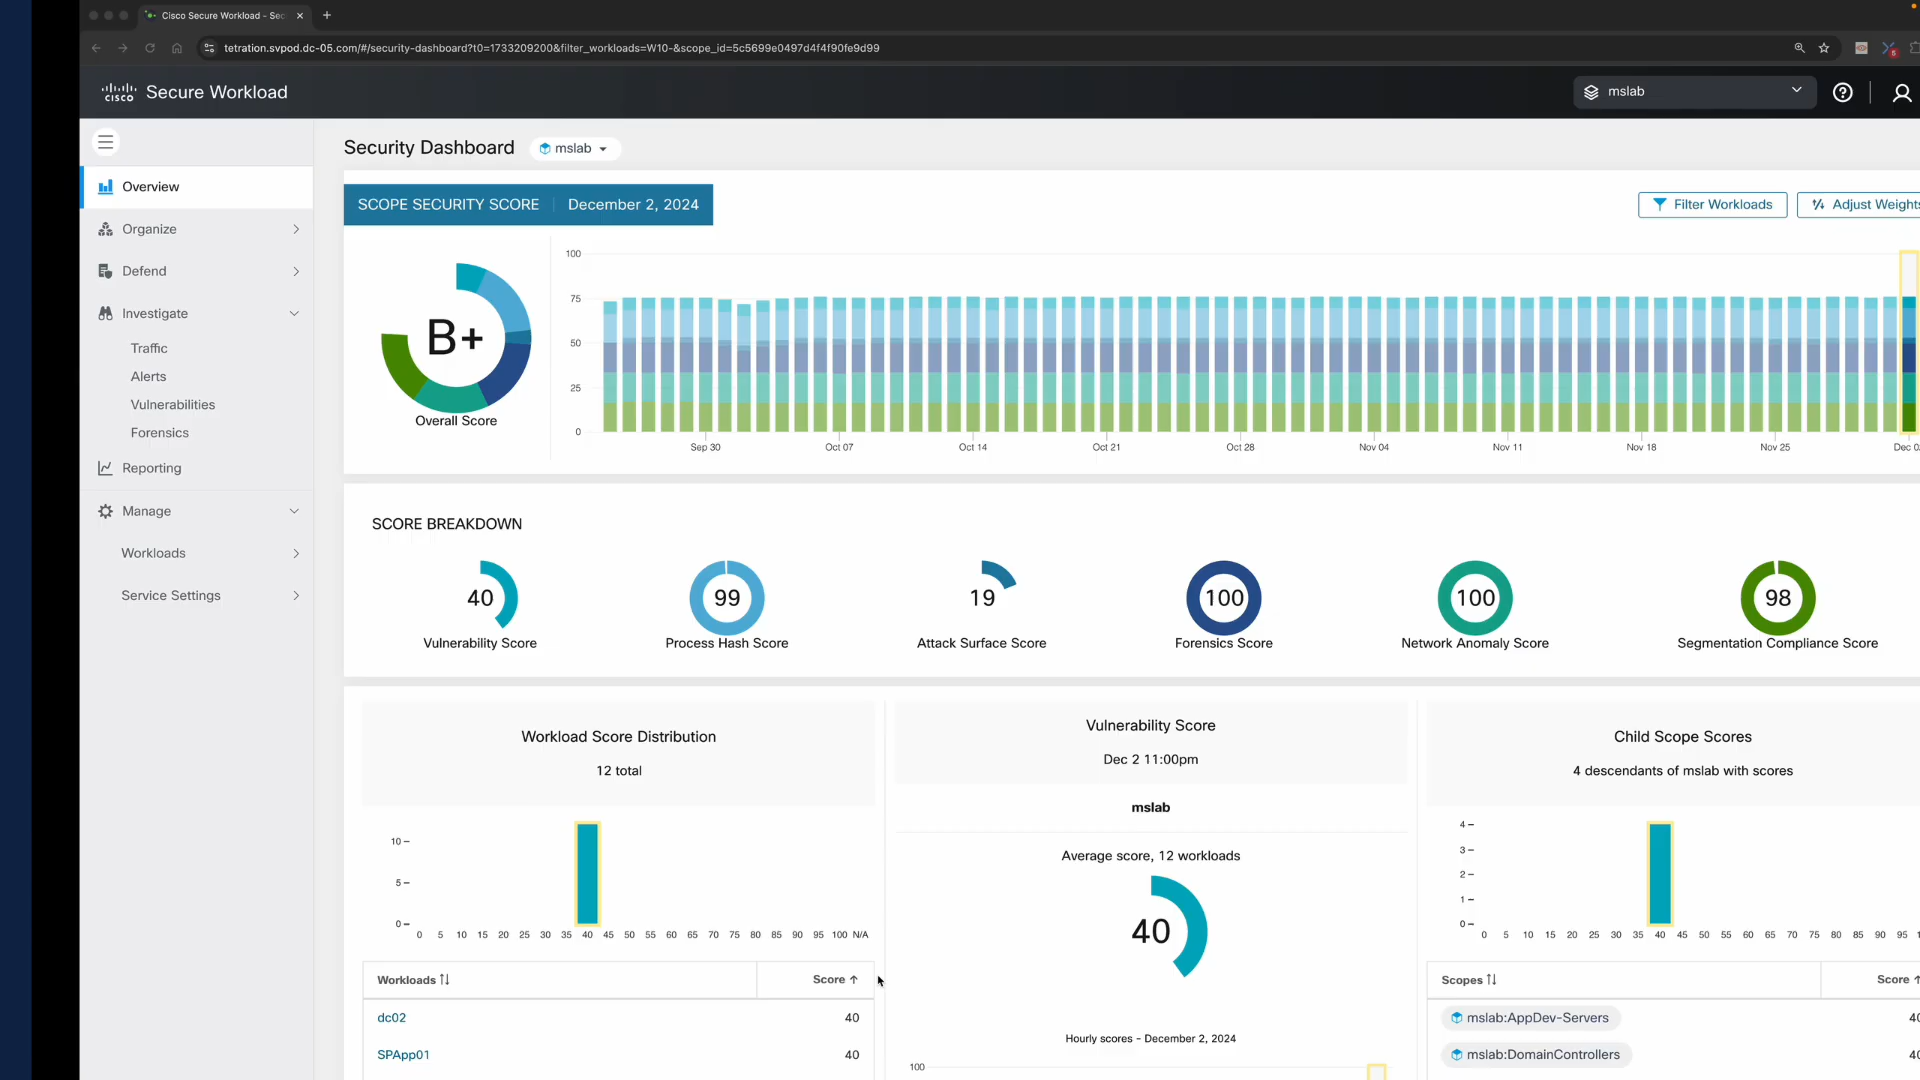 Cisco Secure Workload - Sec
tetration.svpod.dc-05.com/#/security-dashboard?t0=1733209200&filter_workloads=W10-&scope_id=5c5699e0497d4f4f90fe9d99
5
CISCO Secure Workload
mslab
Overview
Organize
Defend
Investigate
Traffic
Alerts
Vulnerabilities
Forensics
Reporting
Manage
Workloads
Service Settings
Security Dashboard mslab
SCOPE SECURITY SCORE December 2, 2024
Filter Workloads Adjust Weights
B+
Overall Score
100
75
50
25
0
Sep 30 Oct 07 Oct 14 Oct 21 Oct 28 Nov 04 Nov 11 Nov 18 Nov 25 Dec 0
SCORE BREAKDOWN
40 99 19 100 100 98
Vulnerability Score Process Hash Score Attack Surface Score Forensics Score Network Anomaly Score Segmentation Compliance Score
Workload Score Distribution
12 total
10
5
0
0 5 10 15 20 25 30 35 40 45 50 55 60 65 70 75 80 85 90 95 100 N/A
Workloads Score
dc02 40
SPApp01 40
Vulnerability Score
Dec 2 11:00pm
mslab
Average score, 12 workloads
40
Hourly scores - December 2, 2024
100
Child Scope Scores
4 descendants of mslab with scores
4
3
2
1
0
0 5 10 15 20 25 30 35 40 45 50 55 60 65 70 75 80 85 90 95 1
Scopes Score
mslab:AppDev-Servers 40
mslab:DomainControllers 40